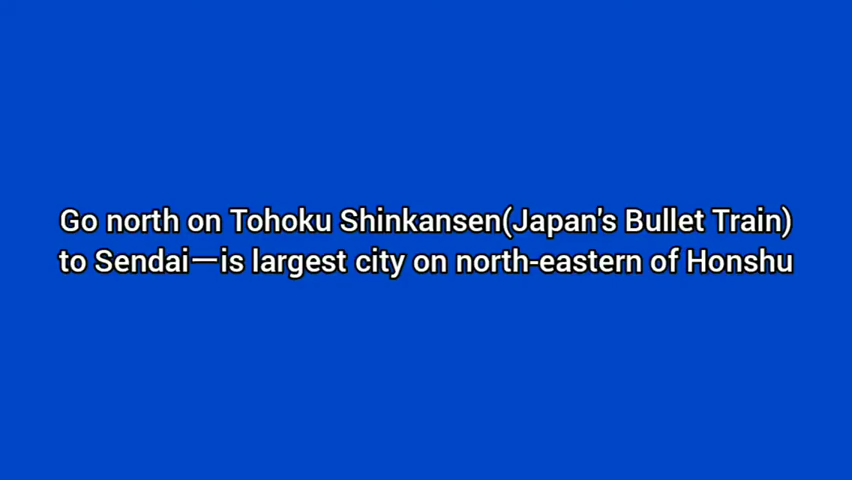 Go north on Tohoku Shinkansen(Japan's Bullet Train)
to Sendai—is largest city on north-eastern of Honshu